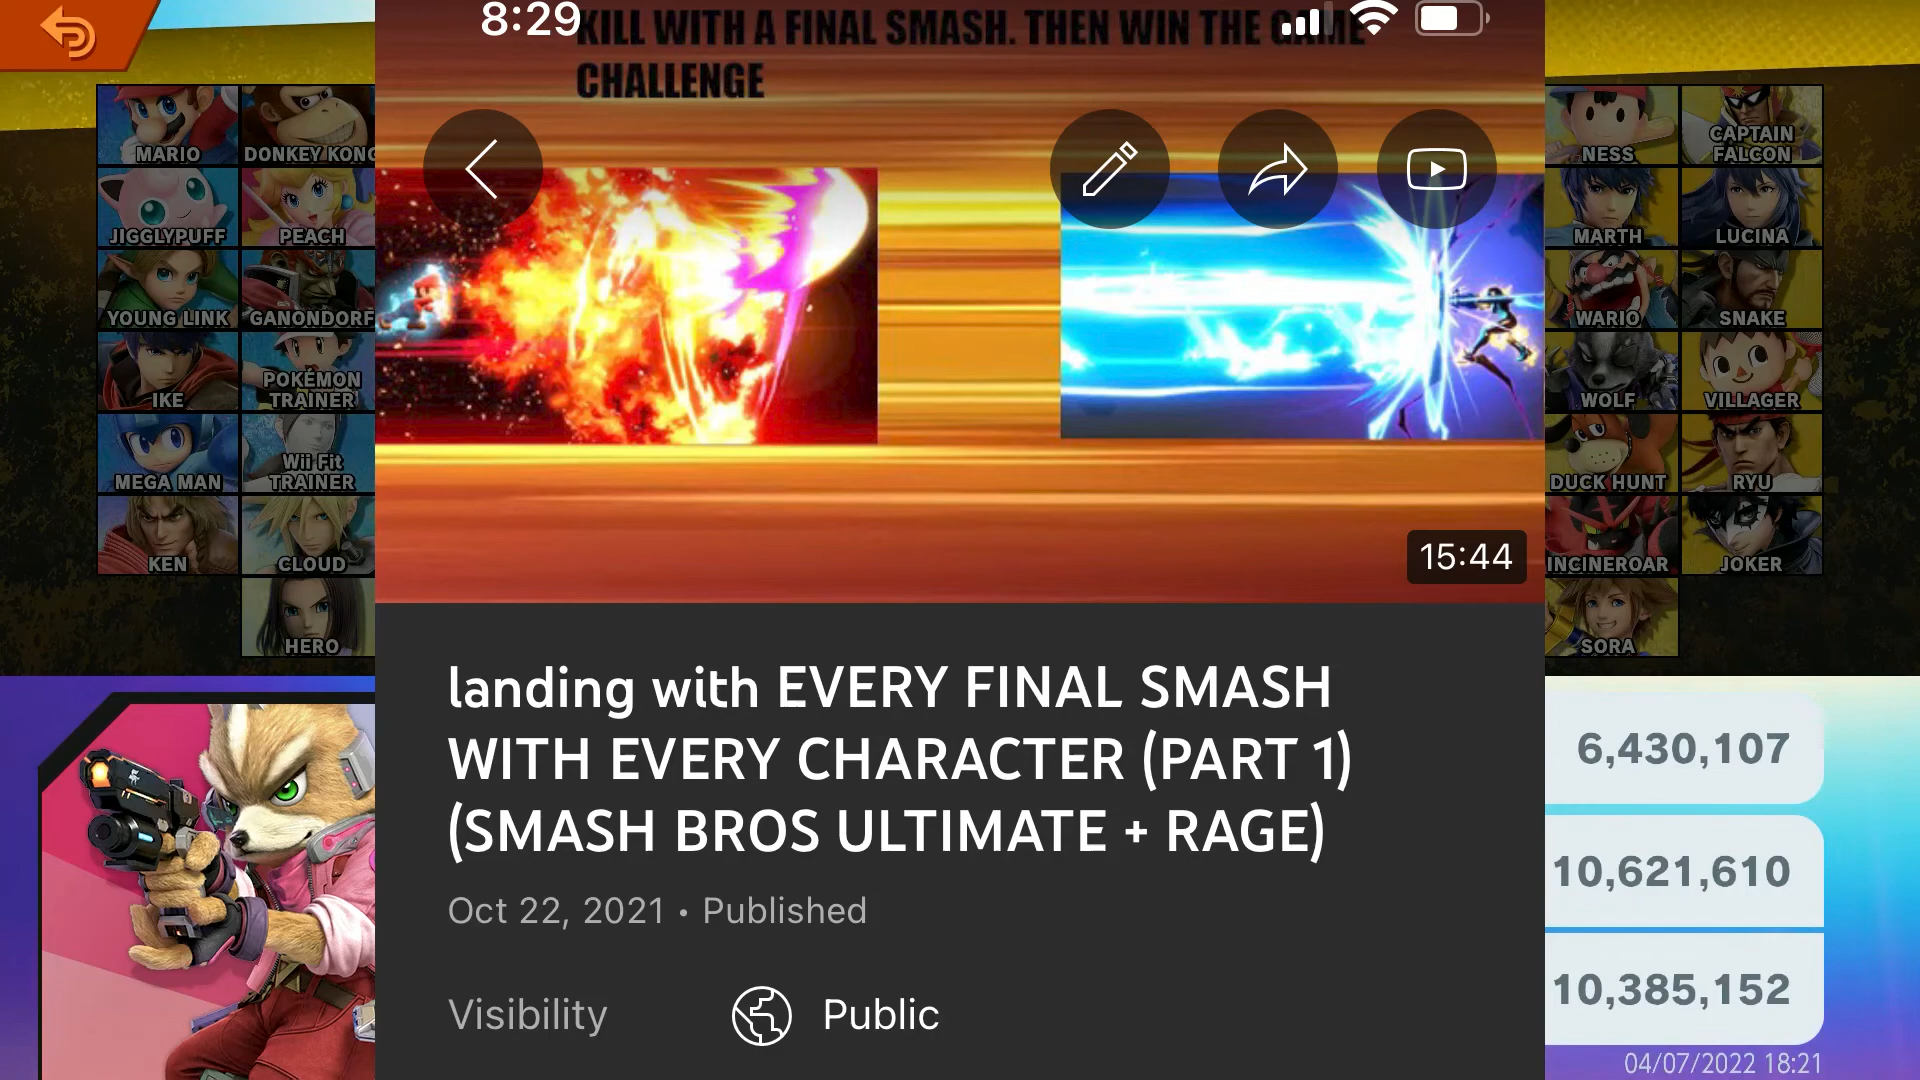 8:29
KILL WITH A FINAL SMASH. THEN WIN THE GAME
CHALLENGE
MARIO
DONKEY KONG
NESS
CAPTAIN
FALCON
JIGGLYPUFF
PEACH
MARTH
LUCINA
YOUNG LINK
GANONDORF
WARIO
SNAKE
IKE
POKÉMON
TRAINER
WOLF
VILLAGER
MEGA MAN
Wii Fit
TRAINER
DUCK HUNT
RYU
KEN
CLOUD
INCINEROAR
JOKER
HERO
SORA
15:44
landing with EVERY FINAL SMASH
WITH EVERY CHARACTER (PART 1)
(SMASH BROS ULTIMATE + RAGE)
Oct 22, 2021 • Published
Visibility
Public
6,430,107
10,621,610
10,385,152
04/07/2022 18:21